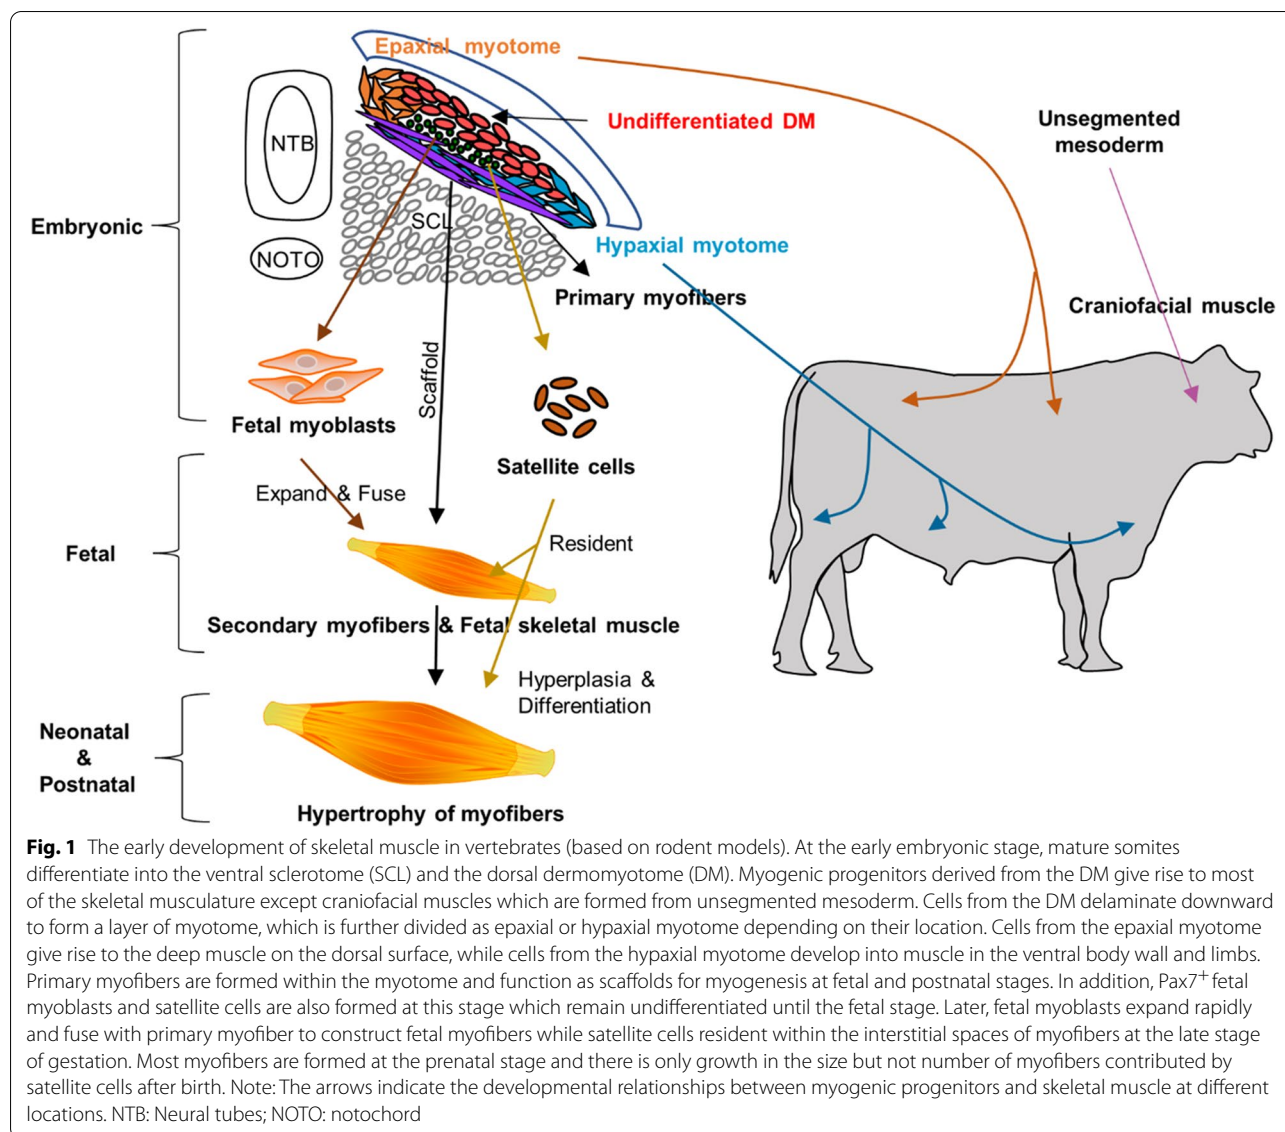 Epaxial myotome
NTB
Undifferentiated DM
Unsegmented
mesoderm
Embryonic
SCL
Hypaxial myotome
NOTO
Primary myofibers
Craniofacial muscle
Scaffold
Fetal myoblasts
Satellite cells
Expand & Fuse
Fetal
Resident
Secondary myofibers & Fetal skeletal muscle
Hyperplasia &
Differentiation
Neonatal
&
Postnatal
Hypertrophy of myofibers
Fig. 1 The early development of skeletal muscle in vertebrates (based on rodent models). At the early embryonic stage, mature somites
differentiate into the ventral sclerotome (SCL) and the dorsal dermomyotome (DM). Myogenic progenitors derived from the DM give rise to most
of the skeletal musculature except craniofacial muscles which are formed from unsegmented mesoderm. Cells from the DM delaminate downward
to form a layer of myotome, which is further divided as epaxial or hypaxial myotome depending on their location. Cells from the epaxial myotome
give rise to the deep muscle on the dorsal surface, while cells from the hypaxial myotome develop into muscle in the ventral body wall and limbs.
Primary myofibers are formed within the myotome and function as scaffolds for myogenesis at fetal and postnatal stages. In addition, Pax7⁺ fetal
myoblasts and satellite cells are also formed at this stage which remain undifferentiated until the fetal stage. Later, fetal myoblasts expand rapidly
and fuse with primary myofiber to construct fetal myofibers while satellite cells resident within the interstitial spaces of myofibers at the late stage
of gestation. Most myofibers are formed at the prenatal stage and there is only growth in the size but not number of myofibers contributed by
satellite cells after birth. Note: The arrows indicate the developmental relationships between myogenic progenitors and skeletal muscle at different
locations. NTB: Neural tubes; NOTO: notochord